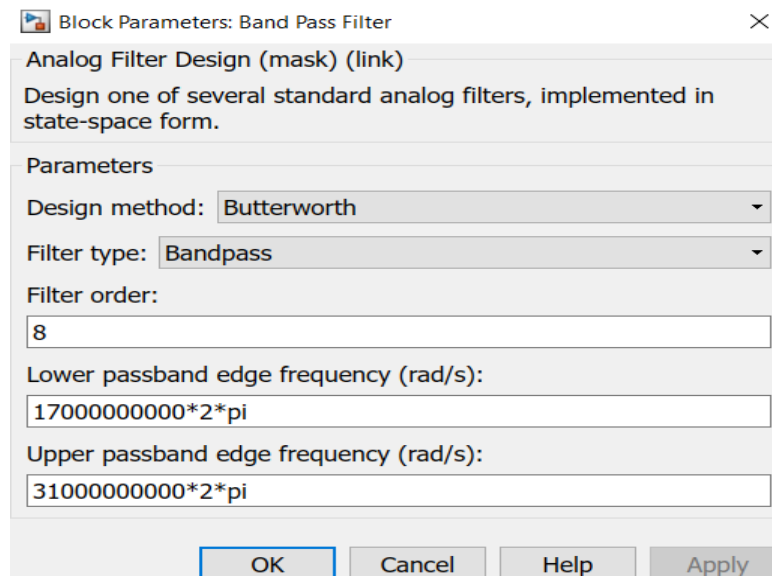 Block Parameters: Band Pass Filter
Analog Filter Design (mask) (link)
Design one of several standard analog filters, implemented in
state-space form.
Parameters
Design method: Butterworth
Filter type: Bandpass
Filter order:
8
Lower passband edge frequency (rad/s):
17000000000*2*pi
Upper passband edge frequency (rad/s):
31000000000*2*pi
OK Cancel Help Apply